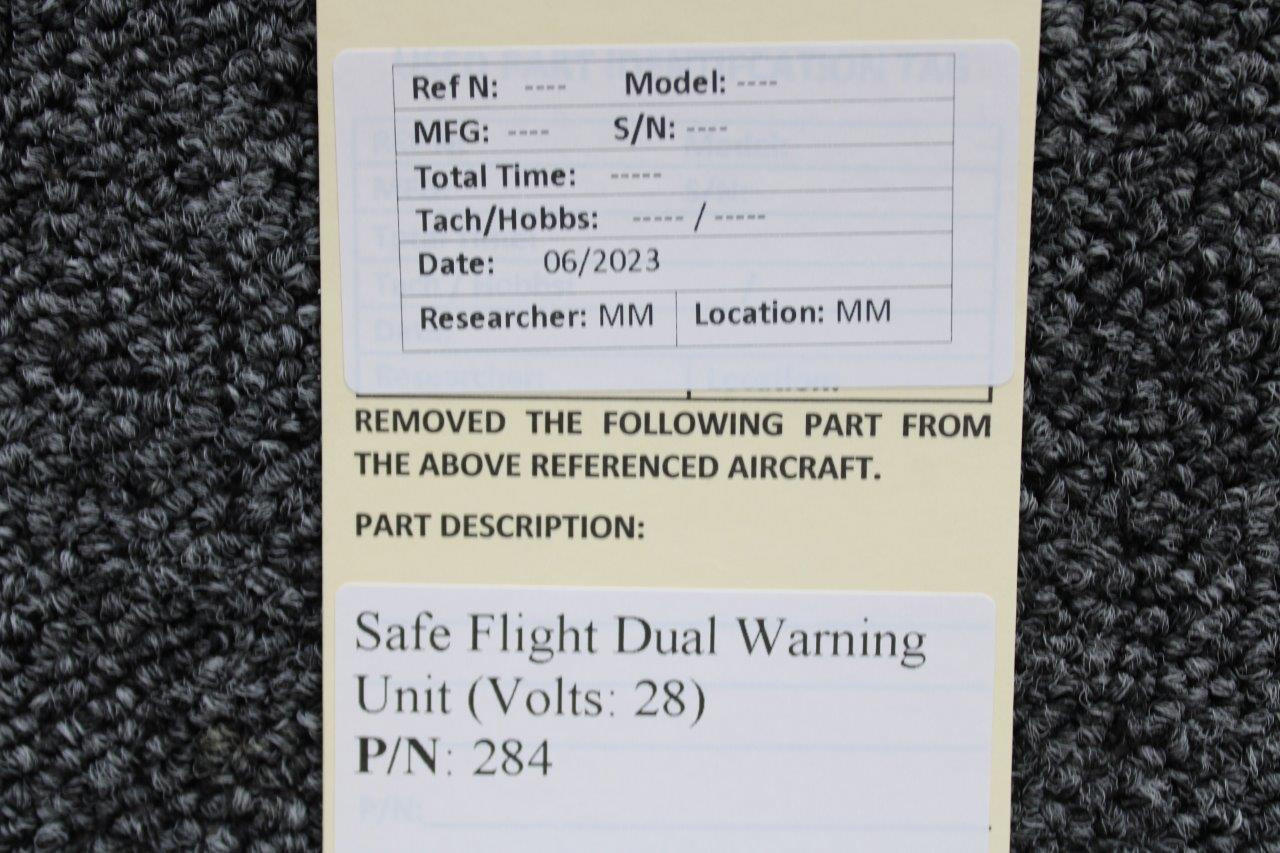 Ref N: ---- Model: ----
MFG: ---- S/N: ----
Total Time: -----
Tach/Hobbs: ----- / -----
Date: 06/2023
Researcher: MM Location: MM
REMOVED THE FOLLOWING PART FROM
THE ABOVE REFERENCED AIRCRAFT.
PART DESCRIPTION:
Safe Flight Dual Warning
Unit (Volts: 28)
P/N: 284
P/N: